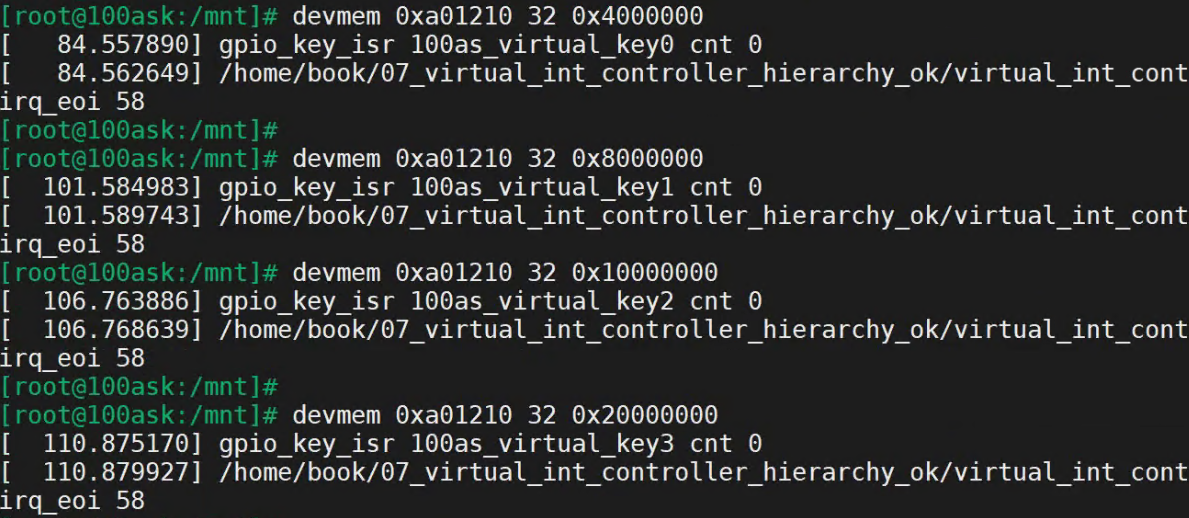 [root@100ask:/mnt]# devmem 0xa01210 32 0x4000000
[   84.557890] gpio_key_isr 100as_virtual_key0 cnt 0
[   84.562649] /home/book/07_virtual_int_controller_hierarchy_ok/virtual_int_cont
irq_eoi 58
[root@100ask:/mnt]#
[root@100ask:/mnt]# devmem 0xa01210 32 0x8000000
[  101.584983] gpio_key_isr 100as_virtual_key1 cnt 0
[  101.589743] /home/book/07_virtual_int_controller_hierarchy_ok/virtual_int_cont
irq_eoi 58
[root@100ask:/mnt]# devmem 0xa01210 32 0x10000000
[  106.763886] gpio_key_isr 100as_virtual_key2 cnt 0
[  106.768639] /home/book/07_virtual_int_controller_hierarchy_ok/virtual_int_cont
irq_eoi 58
[root@100ask:/mnt]#
[root@100ask:/mnt]# devmem 0xa01210 32 0x20000000
[  110.875170] gpio_key_isr 100as_virtual_key3 cnt 0
[  110.879927] /home/book/07_virtual_int_controller_hierarchy_ok/virtual_int_cont
irq_eoi 58